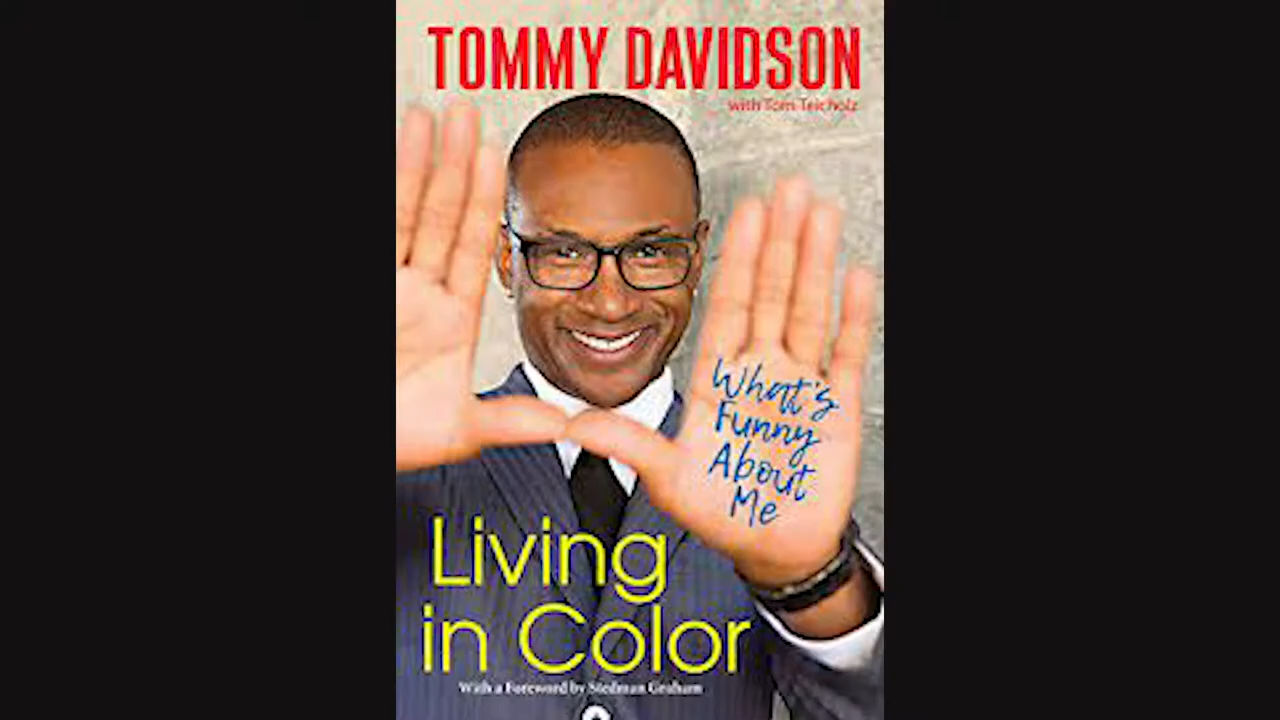 TOMMY DAVIDSON
with Tom Teicholz
What's
Funny
About
Me
Living
in Color
With a Foreword by Stedman Graham